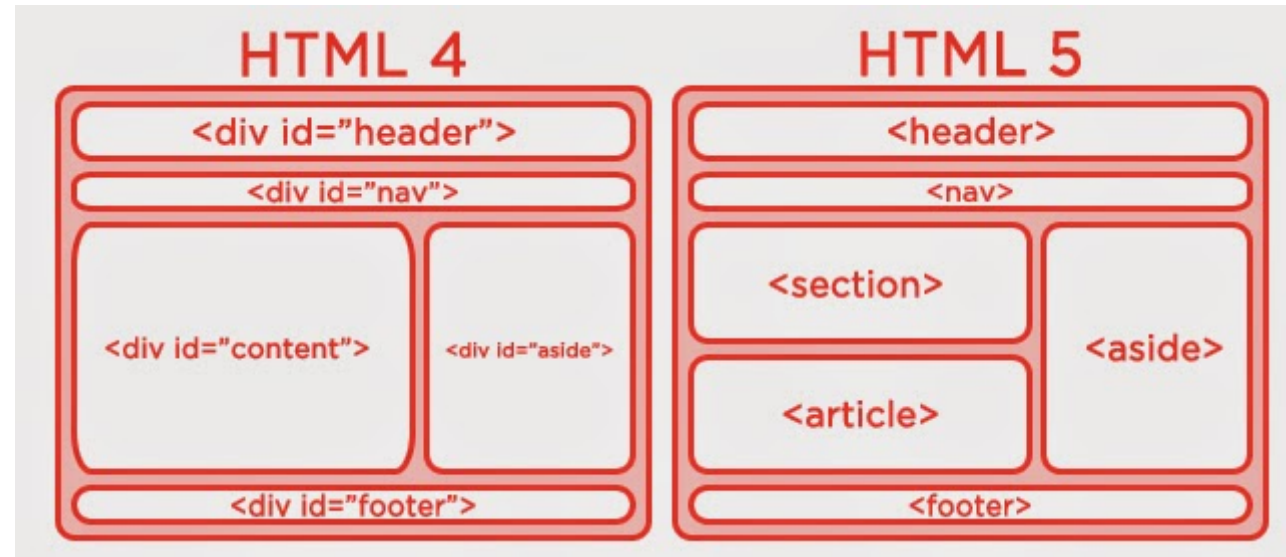 HTML 4
<div id=”header”>
<div id=”nav”>
<div id=”content”>
<div id="aside">
<div id=”footer”>
HTML 5
<header>
<nav>
<section>
<article>
<aside>
<footer>